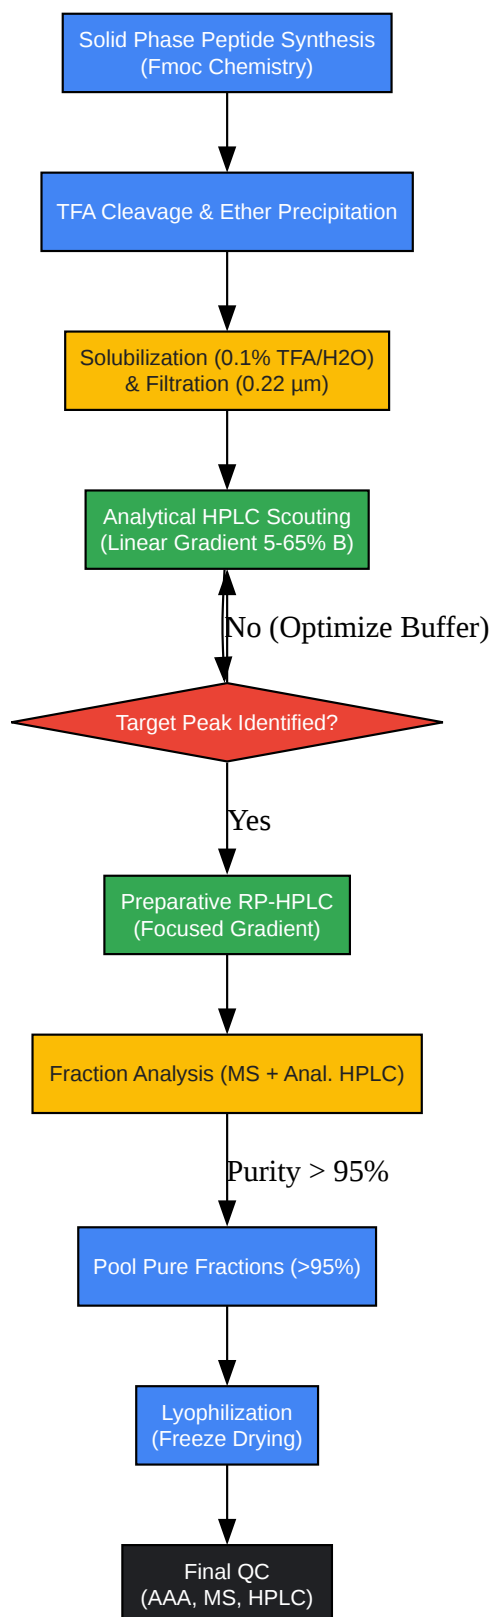 Solid Phase Peptide Synthesis
(Fmoc Chemistry)
TFA Cleavage & Ether Precipitation
Solubilization (0.1% TFA/H2O)
& Filtration (0.22 µm)
Analytical HPLC Scouting
(Linear Gradient 5-65% B)
No (Optimize Buffer)
Target Peak Identified?
Yes
Preparative RP-HPLC
(Focused Gradient)
Fraction Analysis (MS + Anal. HPLC)
Purity > 95%
Pool Pure Fractions (>95%)
Lyophilization
(Freeze Drying)
Final QC
(AAA, MS, HPLC)